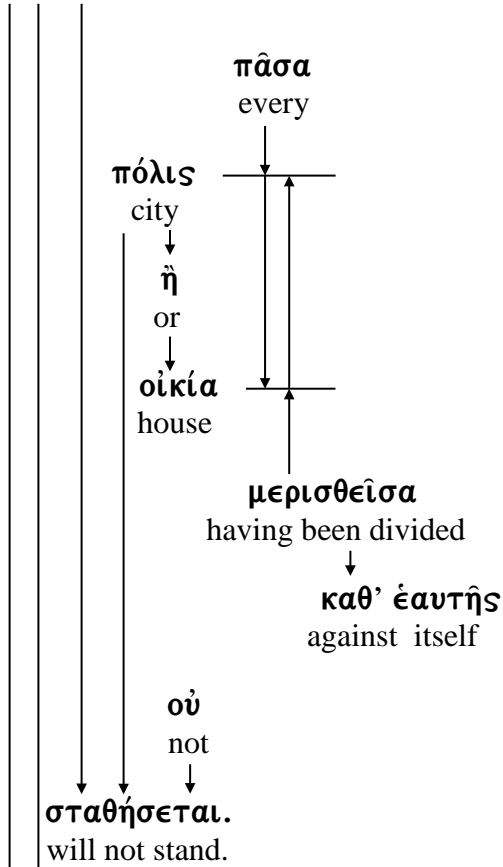 πᾶσα
every
πόλις
city
ἢ
or
οἰκία
house
μερισθεῖσα
having been divided
καθ’ ἑαυτῆς
against itself
οὐ
not
σταθήσεται.
will not stand.